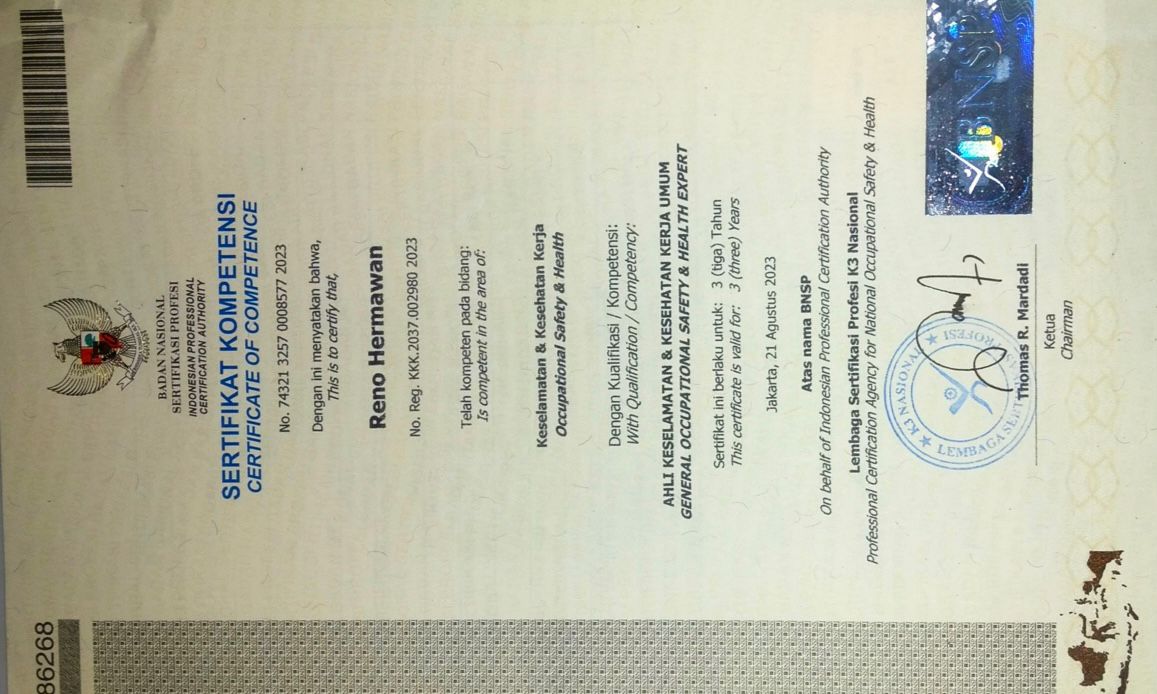 86268
BADAN NASIONAL
SERTIFIKASI PROFESI
INDONESIAN PROFESSIONAL
CERTIFICATION AUTHORITY
SERTIFIKAT KOMPETENSI
CERTIFICATE OF COMPETENCE
No. 74321 3257 0008577 2023
Dengan ini menyatakan bahwa,
This is to certify that,
Reno Hermawan
No. Reg. KKK.2037.002980 2023
Telah kompeten pada bidang:
Is competent in the area of:
Keselamatan & Kesehatan Kerja
Occupational Safety & Health
Dengan Kualifikasi / Kompetensi:
With Qualification / Competency:
AHLI KESELAMATAN & KESEHATAN KERJA UMUM
GENERAL OCCUPATIONAL SAFETY & HEALTH EXPERT
Sertifikat ini berlaku untuk: 3 (tiga) Tahun
This certificate is valid for: 3 (three) Years
Jakarta, 21 Agustus 2023
Atas nama BNSP
On behalf of Indonesian Professional Certification Authority
Lembaga Sertifikasi Profesi K3 Nasional
Professional Certification Agency for National Occupational Safety & Health
K3 NASIONAL
LEMBAGA PROFESI
BNSP
Thomas R. Mardadi
Ketua
Chairman